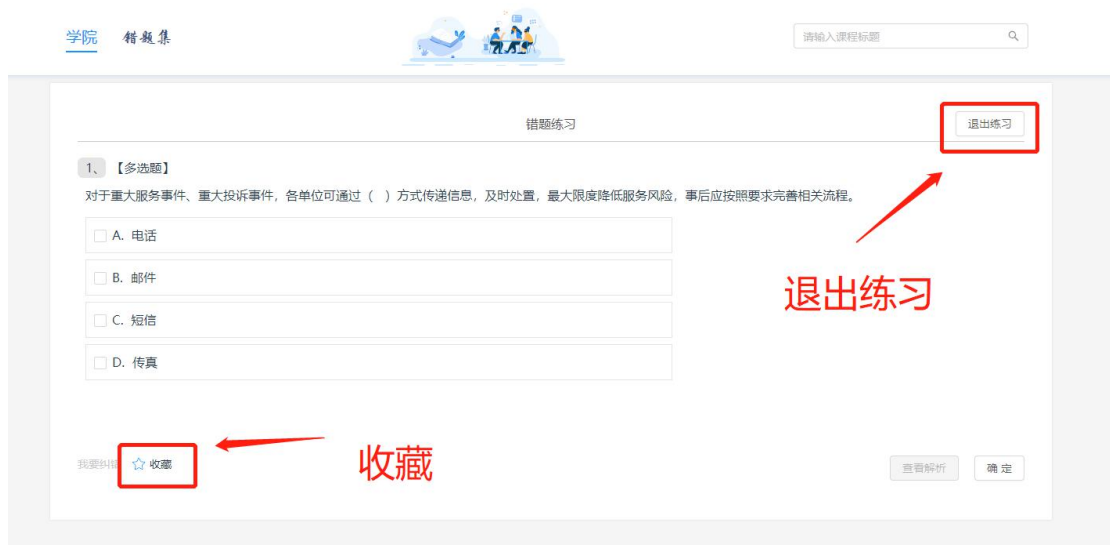 学院 错题集 请输入课程标题
错题练习 退出练习
1、 【多选题】
对于重大服务事件、重大投诉事件，各单位可通过（ ）方式传递信息，及时处置，最大限度降低服务风险，事后应按照要求完善相关流程。
A. 电话
B. 邮件
退出练习
C. 短信
D. 传真
我要纠错 收藏 收藏 查看解析 确 定